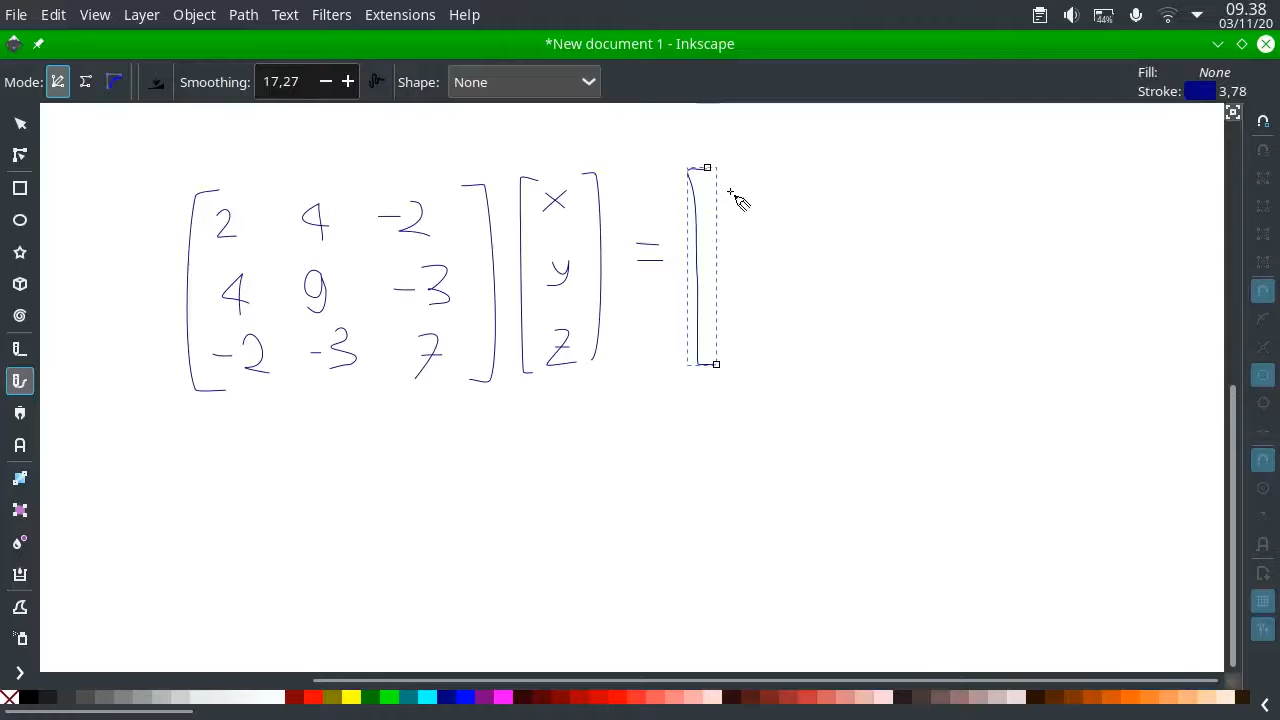 File Edit View Layer Object Path Text Filters Extensions Help
44%
09.38
03/11/20
*New document 1 - Inkscape
Mode: Smoothing: 17,27 − + Shape: None
Fill: None
Stroke: 3,78
[2 4 -2] [x] = [
4 9 -3 y
-2 -3 7 z